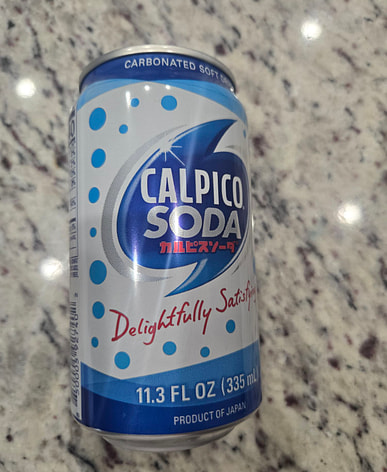 CARBONATED SOFT
CALPICO
SODA
カルピスソーダ
Delightfully Satisfying
11.3 FL OZ (335 mL)
PRODUCT OF JAPAN